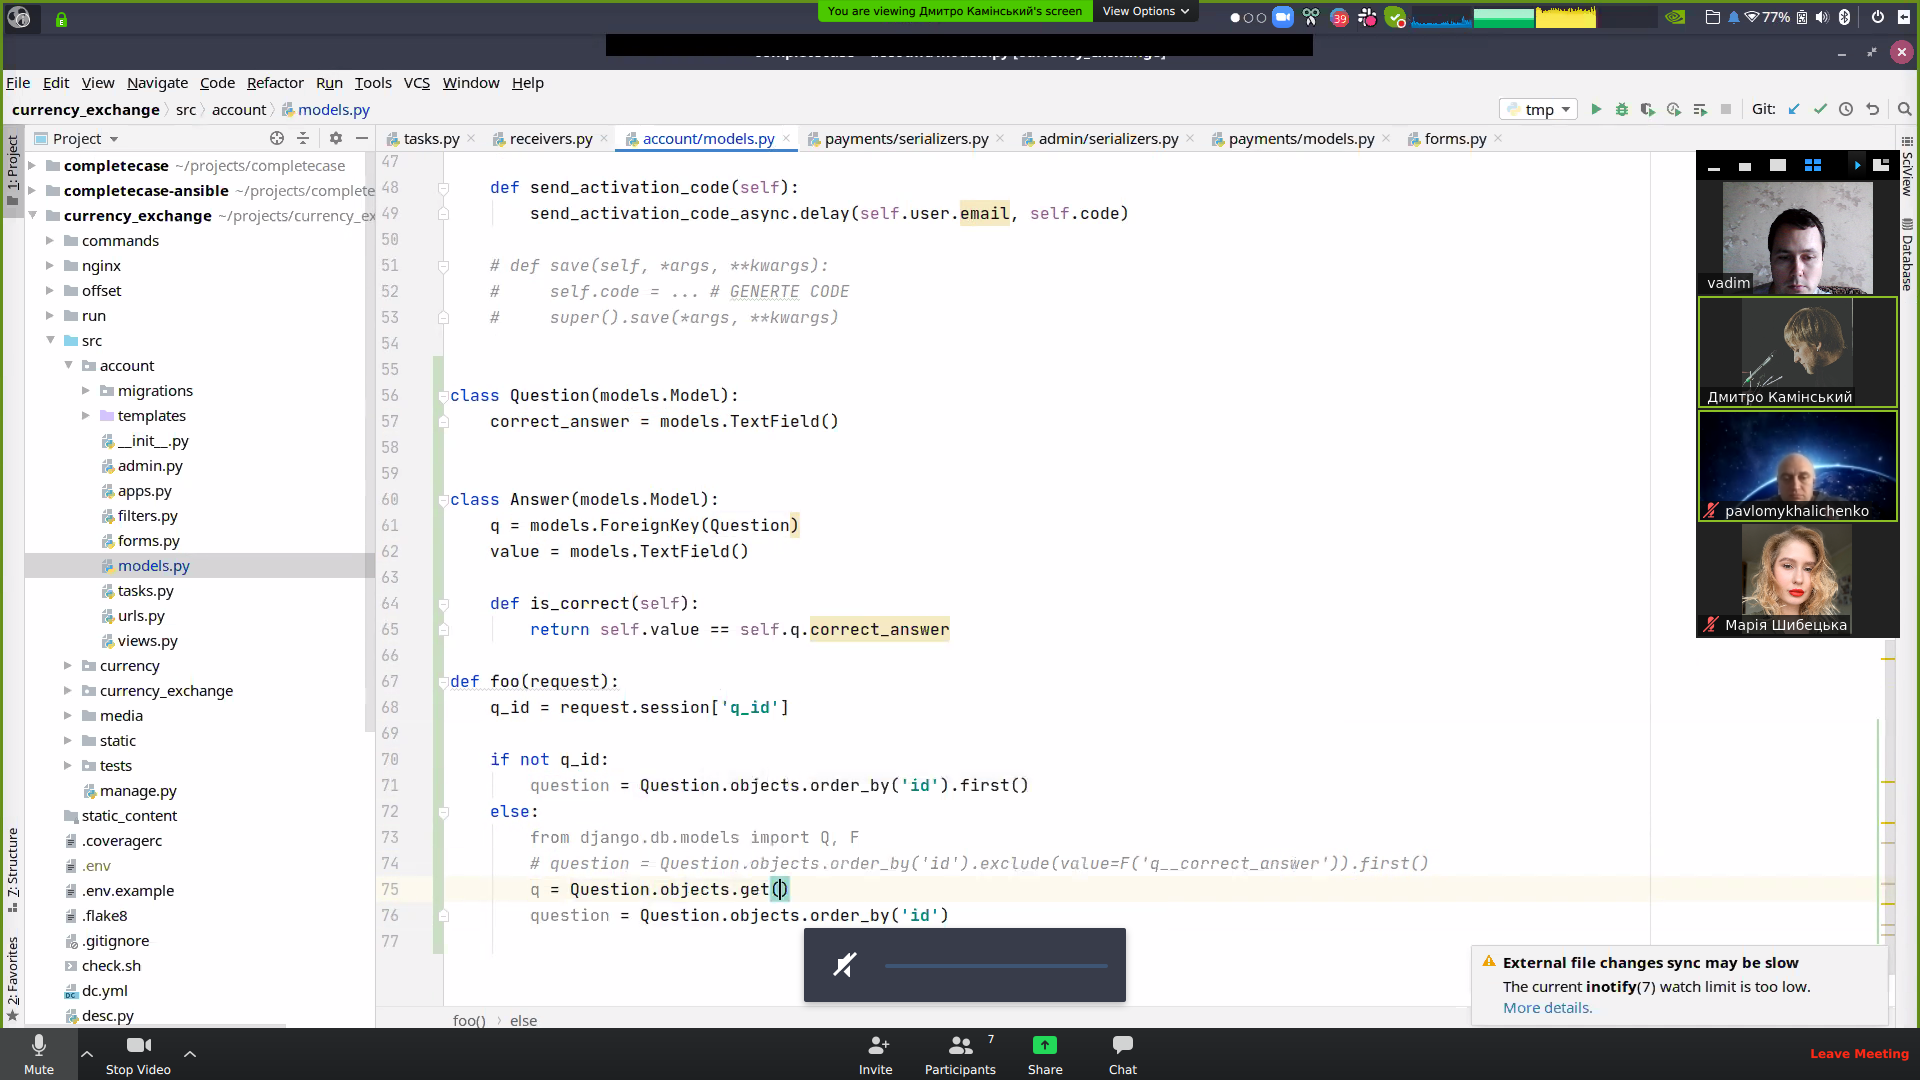 You are viewing Дмитро Камінський's screen
View Options
39
77%
File Edit View Navigate Code Refactor Run Tools VCS Window Help
currency_exchange src account models.py
tmp
Git:
Project
tasks.py receivers.py account/models.py payments/serializers.py admin/serializers.py payments/models.py forms.py
1: Project
7: Structure
2: Favorites
SciView
Database
completecase ~/projects/completecase
completecase-ansible ~/projects/complete
currency_exchange ~/projects/currency_ex
commands
nginx
offset
run
src
account
migrations
templates
__init__.py
admin.py
apps.py
filters.py
forms.py
models.py
tasks.py
urls.py
views.py
currency
currency_exchange
media
static
tests
manage.py
static_content
.coveragerc
.env
.env.example
.flake8
.gitignore
check.sh
dc.yml
desc.py
47
48 def send_activation_code(self):
49 send_activation_code_async.delay(self.user.email, self.code)
50
51 # def save(self, *args, **kwargs):
52 # self.code = ... # GENERTE CODE
53 # super().save(*args, **kwargs)
54
55
56 class Question(models.Model):
57 correct_answer = models.TextField()
58
59
60 class Answer(models.Model):
61 q = models.ForeignKey(Question)
62 value = models.TextField()
63
64 def is_correct(self):
65 return self.value == self.q.correct_answer
66
67 def foo(request):
68 q_id = request.session['q_id']
69
70 if not q_id:
71 question = Question.objects.order_by('id').first()
72 else:
73 from django.db.models import Q, F
74 # question = Question.objects.order_by('id').exclude(value=F('q__correct_answer')).first()
75 q = Question.objects.get()
76 question = Question.objects.order_by('id')
77
foo() else
vadim
Дмитро Камінський
pavlomykhalichenko
Марія Шибецька
External file changes sync may be slow
The current inotify(7) watch limit is too low.
More details.
Mute
Stop Video
Invite
Participants 7
Share
Chat
Leave Meeting